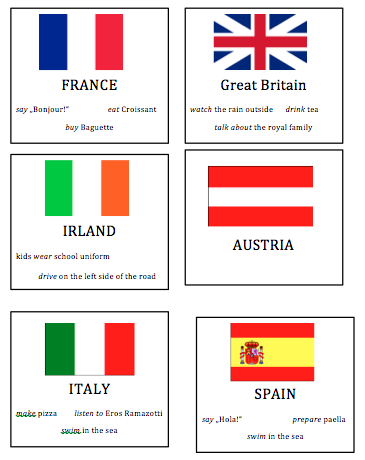 FRANCE
say „Bonjour!“ eat Croissant
buy Baguette
Great Britain
watch the rain outside drink tea
talk about the royal family
IRLAND
kids wear school uniform
drive on the left side of the road
AUSTRIA
ITALY
make pizza listen to Eros Ramazotti
swim in the sea
SPAIN
say „Hola!“ prepare paella
swim in the sea